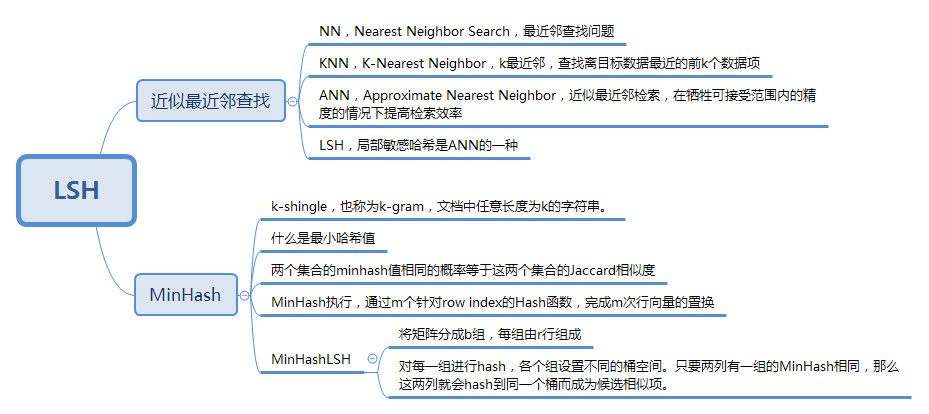 LSH
近似最近邻查找
NN，Nearest Neighbor Search，最近邻查找问题
KNN，K-Nearest Neighbor，k最近邻，查找离目标数据最近的前k个数据项
ANN，Approximate Nearest Neighbor，近似最近邻检索，在牺牲可接受范围内的精
度的情况下提高检索效率
LSH，局部敏感哈希是ANN的一种
MinHash
k-shingle，也称为k-gram，文档中任意长度为k的字符串。
什么是最小哈希值
两个集合的minhash值相同的概率等于这两个集合的Jaccard相似度
MinHash执行，通过m个针对row index的Hash函数，完成m次行向量的置换
MinHashLSH
将矩阵分成b组，每组由r行组成
对每一组进行hash，各个组设置不同的桶空间。只要两列有一组的MinHash相同，那么
这两列就会hash到同一个桶而成为候选相似项。